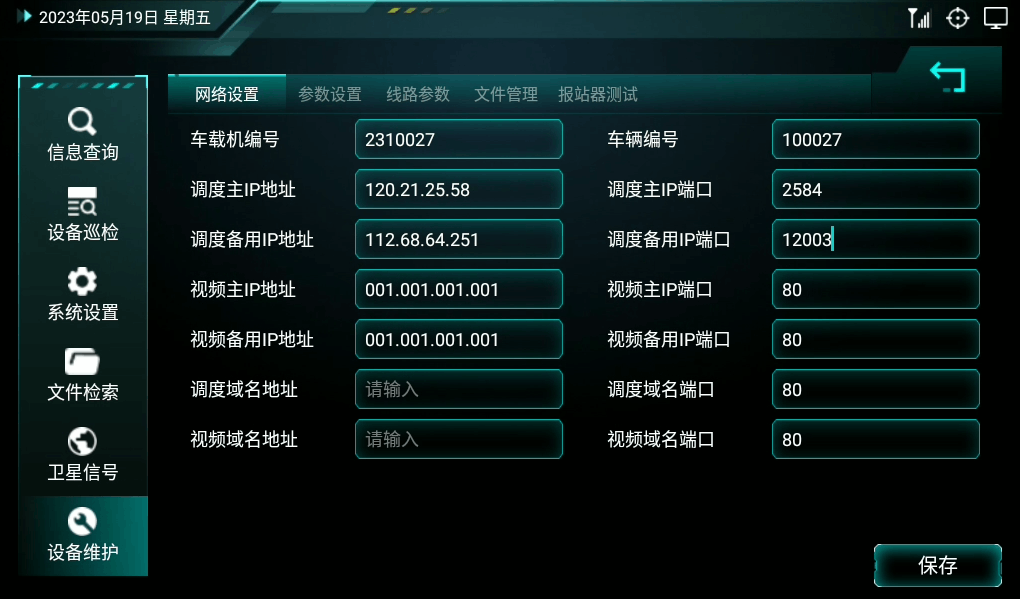 2023年05月19日 星期五
信息查询
设备巡检
系统设置
文件检索
卫星信号
设备维护
网络设置 参数设置 线路参数 文件管理 报站器测试
车载机编号 2310027 车辆编号 100027
调度主IP地址 120.21.25.58 调度主IP端口 2584
调度备用IP地址 112.68.64.251 调度备用IP端口 12003
视频主IP地址 001.001.001.001 视频主IP端口 80
视频备用IP地址 001.001.001.001 视频备用IP端口 80
调度域名地址 请输入 调度域名端口 80
视频域名地址 请输入 视频域名端口 80
保存